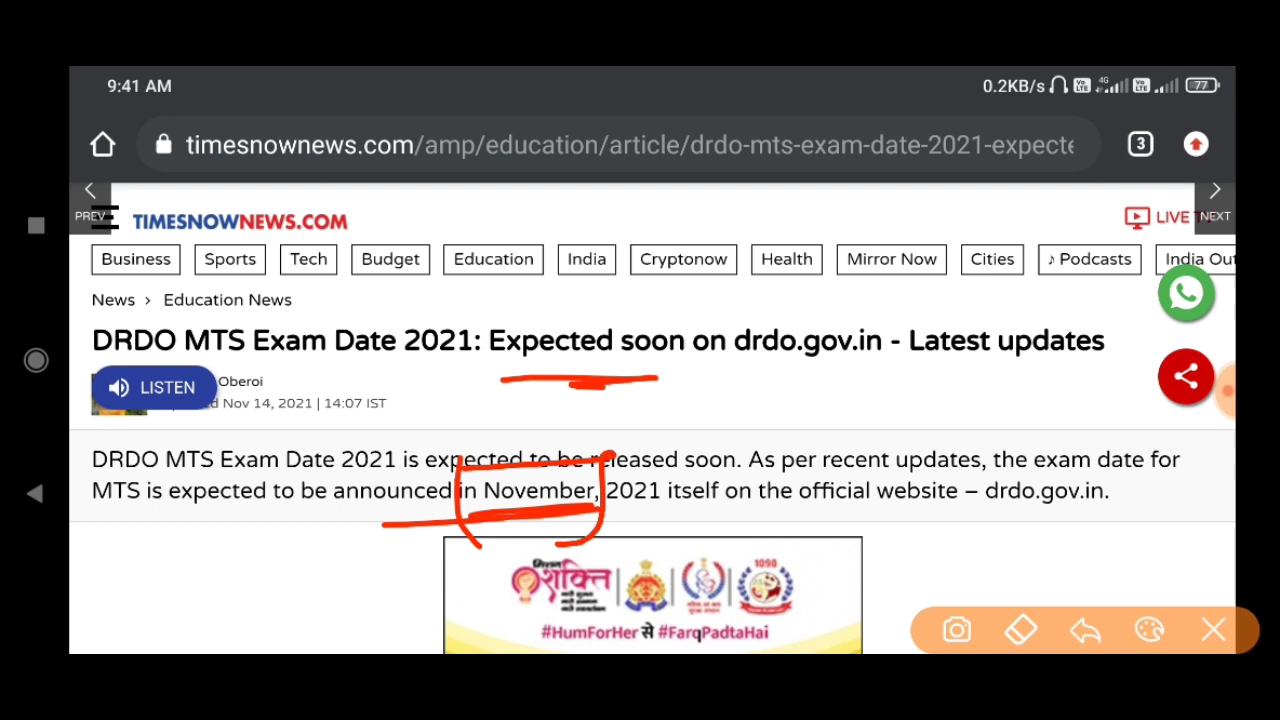 9:41 AM
0.2KB/s 4G 77
timesnownews.com/amp/education/article/drdo-mts-exam-date-2021-expecte
3
PREV
TIMESNOWNEWS.COM
LIVE
NEXT
Business Sports Tech Budget Education India Cryptonow Health Mirror Now Cities ♪ Podcasts India Out
News > Education News
DRDO MTS Exam Date 2021: Expected soon on drdo.gov.in - Latest updates
LISTEN
Oberoi
Nov 14, 2021 | 14:07 IST
DRDO MTS Exam Date 2021 is expected to be released soon. As per recent updates, the exam date for
MTS is expected to be announced in November, 2021 itself on the official website – drdo.gov.in.
शक्ति
1090
#HumForHer से #FarqPadtaHai